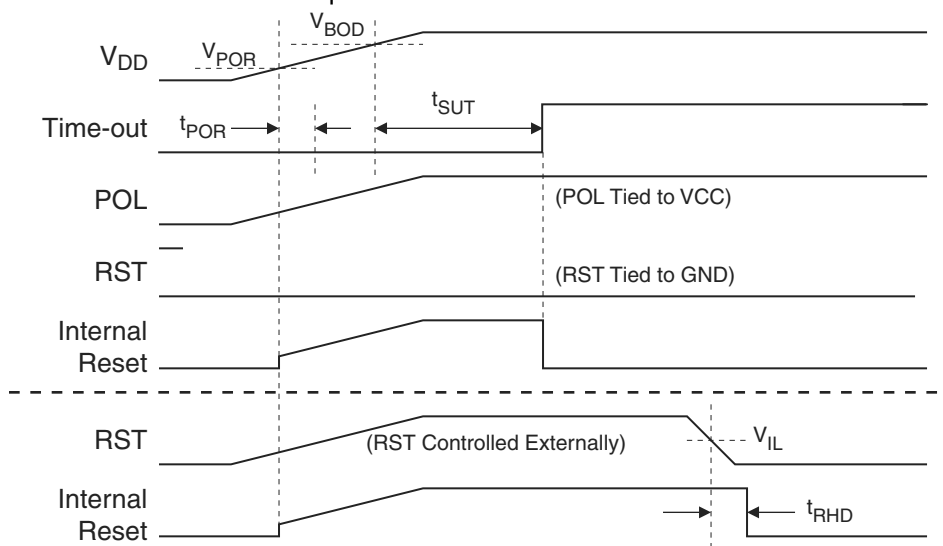 V_BOD
V_POR
V_DD
t_SUT
Time-out
t_POR
POL
(POL Tied to VCC)
RST
(RST Tied to GND)
Internal
Reset
RST
(RST Controlled Externally)
V_IL
Internal
Reset
t_RHD